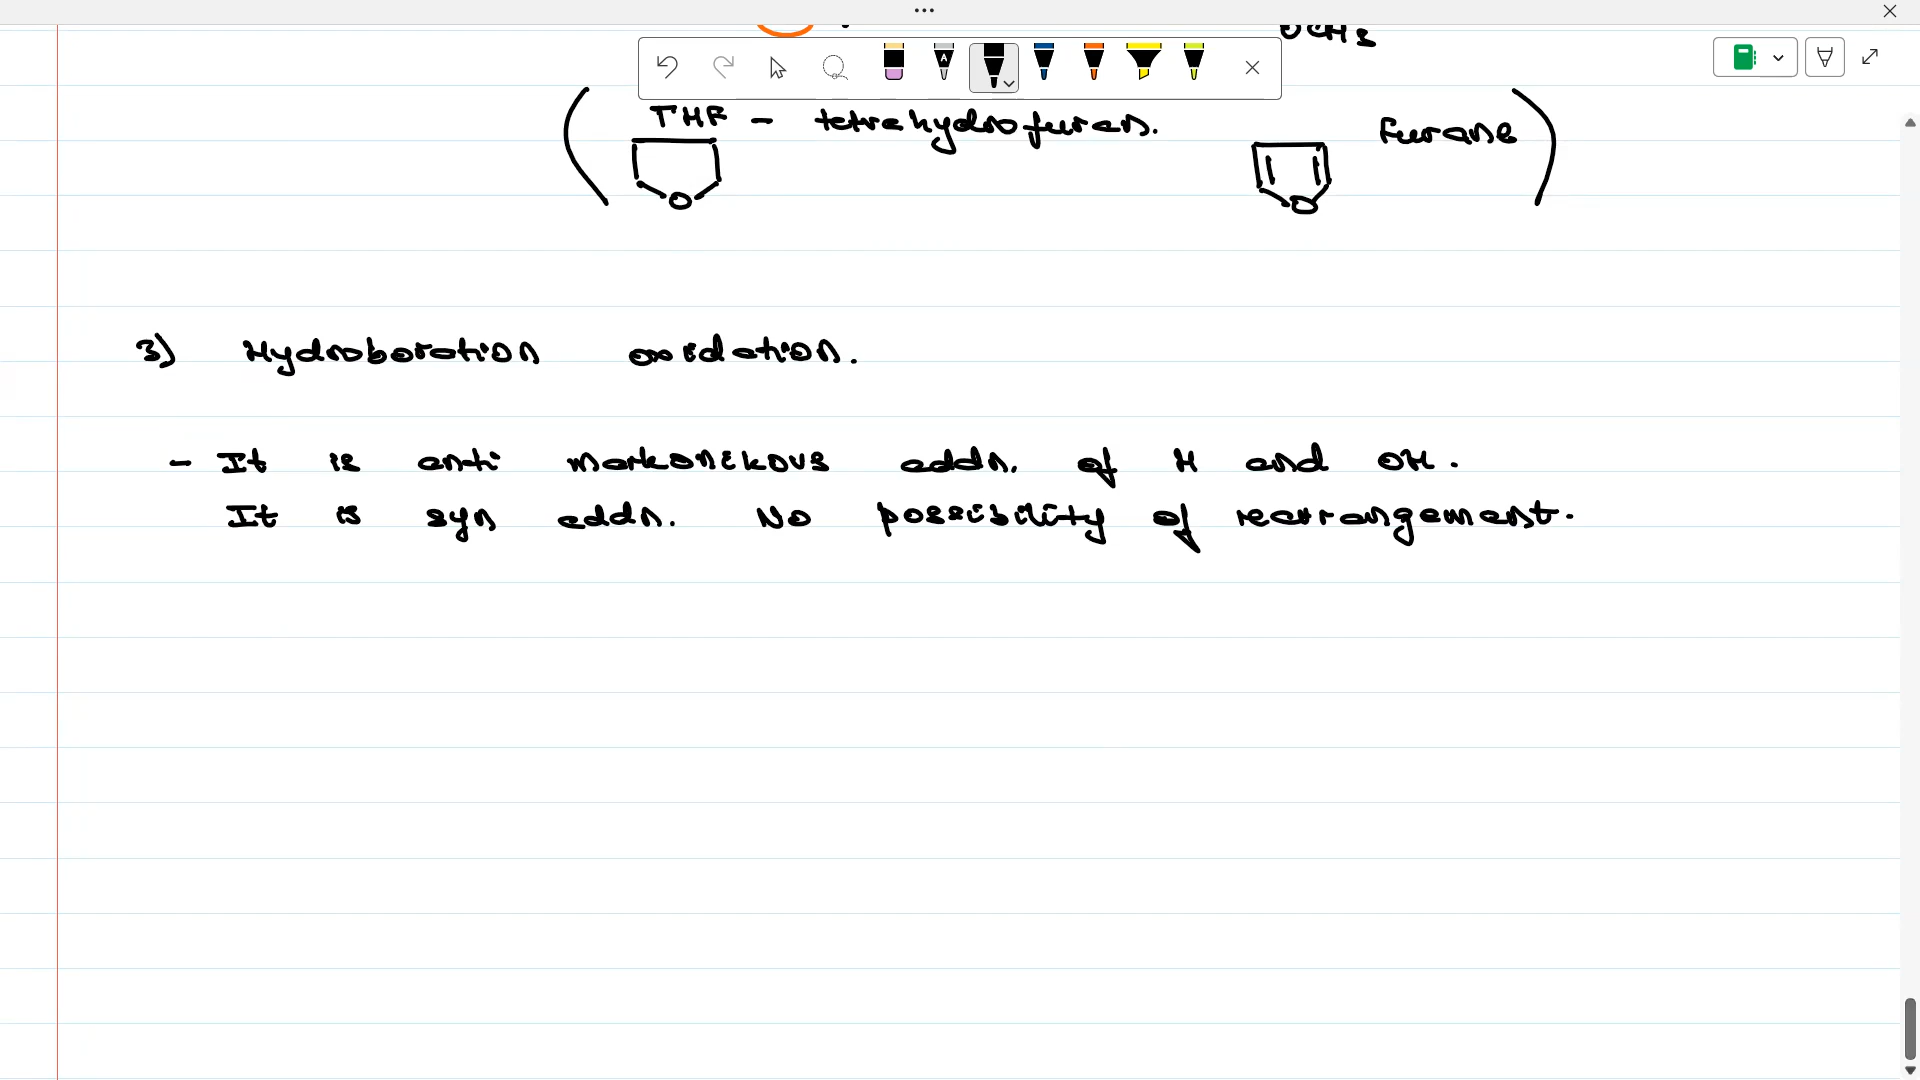 OCH3
THF - tetrahydrofuran. Furane
O O
3) Hydroboration oxidation.
- It is anti markonikovs addn. of H and OH.
It is syn addn. No possibility of rearrangement.